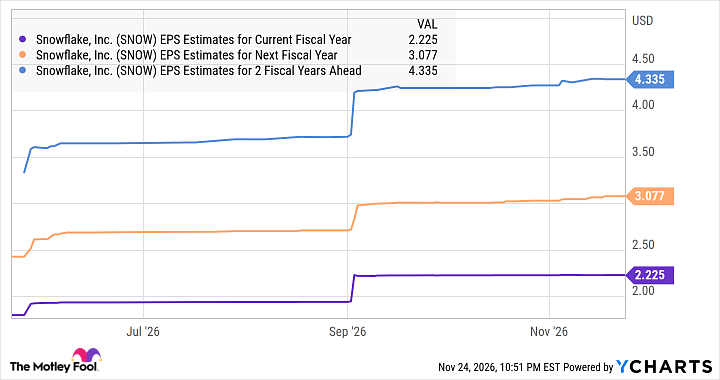 VAL
Snowflake, Inc. (SNOW) EPS Estimates for Current Fiscal Year 2.225
Snowflake, Inc. (SNOW) EPS Estimates for Next Fiscal Year 3.077
Snowflake, Inc. (SNOW) EPS Estimates for 2 Fiscal Years Ahead 4.335
USD
4.50
4.335
4.00
3.50
3.077
2.50
2.225
2.00
Jul '26 Sep '26 Nov '26
The Motley Fool.
Nov 24, 2026, 10:51 PM EST Powered by YCHARTS